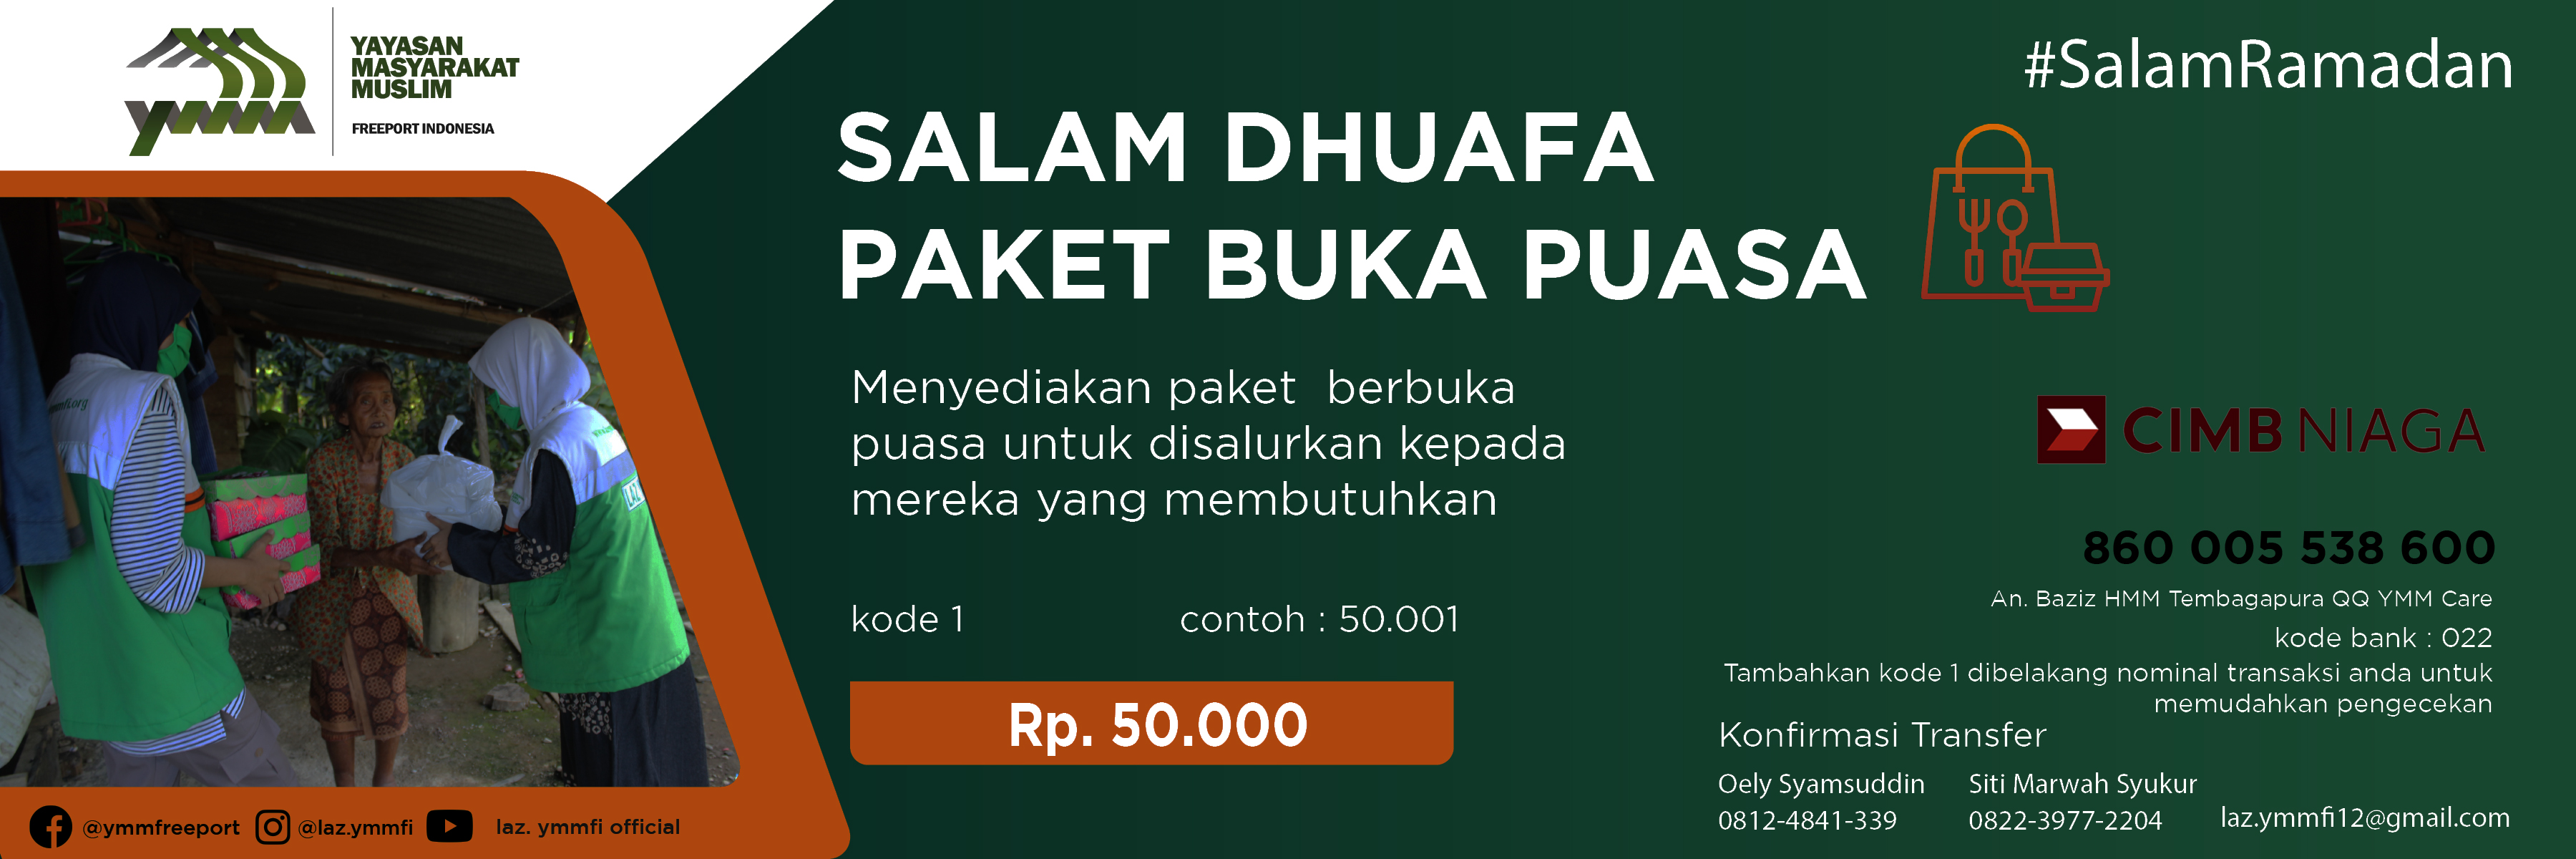 ymm
YAYASAN
MASYARAKAT
MUSLIM
FREEPORT INDONESIA
#SalamRamadan
SALAM DHUAFA
PAKET BUKA PUASA
Menyediakan paket berbuka
puasa untuk disalurkan kepada
mereka yang membutuhkan
kode 1 contoh : 50.001
Rp. 50.000
CIMB NIAGA
860 005 538 600
An. Baziz HMM Tembagapura QQ YMM Care
kode bank : 022
Tambahkan kode 1 dibelakang nominal transaksi anda untuk
memudahkan pengecekan
Konfirmasi Transfer
Oely Syamsuddin Siti Marwah Syukur
0812-4841-339 0822-3977-2204 laz.ymmfi12@gmail.com
@ymmfreeport @laz.ymmfi laz. ymmfi official
LAZ